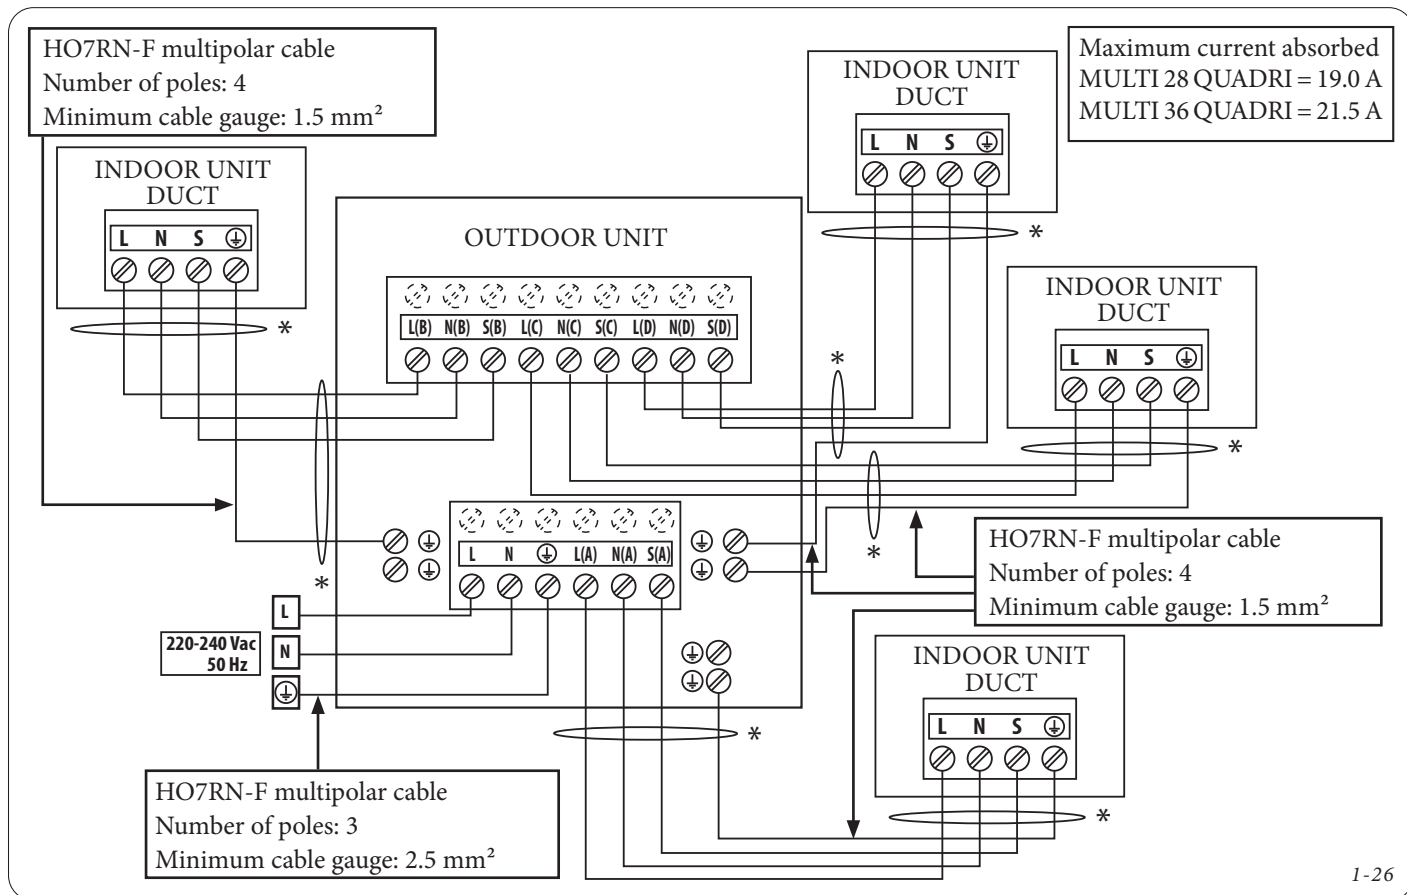 HO7RN-F multipolar cable
Number of poles: 4
Minimum cable gauge: 1.5 mm²
INDOOR UNIT
DUCT
L N S ⏚
*
INDOOR UNIT
DUCT
L N S ⏚
*
Maximum current absorbed
MULTI 28 QUADRI = 19.0 A
MULTI 36 QUADRI = 21.5 A
OUTDOOR UNIT
L(B) N(B) S(B) L(C) N(C) S(C) L(D) N(D) S(D)
*
*
*
INDOOR UNIT
DUCT
L N S ⏚
*
L N ⏚ L(A) N(A) S(A)
HO7RN-F multipolar cable
Number of poles: 4
Minimum cable gauge: 1.5 mm²
220-240 Vac
50 Hz
L
N
⏚
*
INDOOR UNIT
DUCT
L N S ⏚
*
HO7RN-F multipolar cable
Number of poles: 3
Minimum cable gauge: 2.5 mm²
1-26